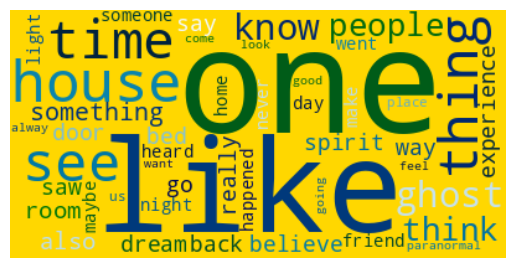 light someone say know people
time come look went
house one thing
something home good day place
alway door bed never make experience
see heard want really happened spirit way feel
saw maybe go like ghost
room us night going think
also dream back believe friend paranormal